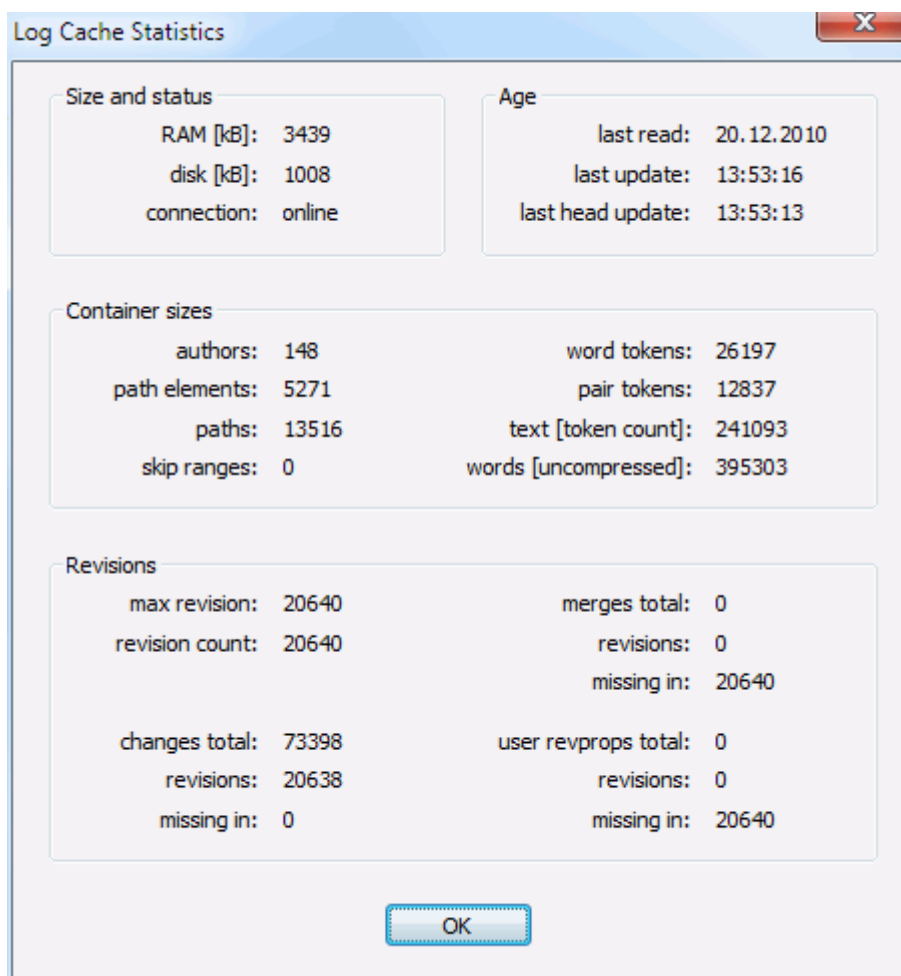 Log Cache Statistics
Size and status
RAM [kB]: 3439
disk [kB]: 1008
connection: online
Age
last read: 20.12.2010
last update: 13:53:16
last head update: 13:53:13
Container sizes
authors: 148
path elements: 5271
paths: 13516
skip ranges: 0
word tokens: 26197
pair tokens: 12837
text [token count]: 241093
words [uncompressed]: 395303
Revisions
max revision: 20640
revision count: 20640
merges total: 0
revisions: 0
missing in: 20640
changes total: 73398
revisions: 20638
missing in: 0
user revprops total: 0
revisions: 0
missing in: 20640
OK